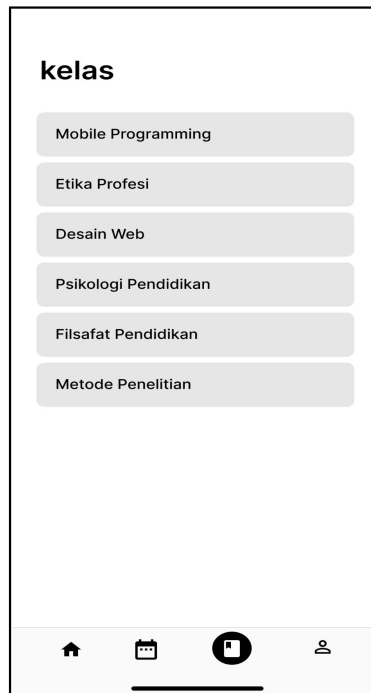 kelas
Mobile Programming
Etika Profesi
Desain Web
Psikologi Pendidikan
Filsafat Pendidikan
Metode Penelitian